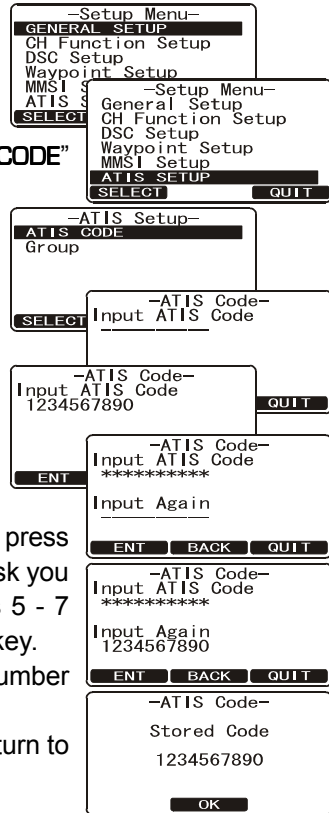 —Setup Menu—
GENERAL SETUP
CH Function Setup
DSC Setup
Waypoint Setup
MMSI S
ATIS S
SELECT
—Setup Menu—
General Setup
CH Function Setup
DSC Setup
Waypoint Setup
MMSI Setup
ATIS SETUP
SELECT QUIT
CODE”
—ATIS Setup—
ATIS CODE
Group
SELECT
—ATIS Code—
Input ATIS Code
__________
QUIT
—ATIS Code—
Input ATIS Code
1234567890
ENT
—ATIS Code—
Input ATIS Code
**********
Input Again
__________
ENT BACK QUIT
press
sk you
5 - 7
key.
umber
turn to
—ATIS Code—
Input ATIS Code
**********
Input Again
1234567890
ENT BACK QUIT
—ATIS Code—
Stored Code
1234567890
OK